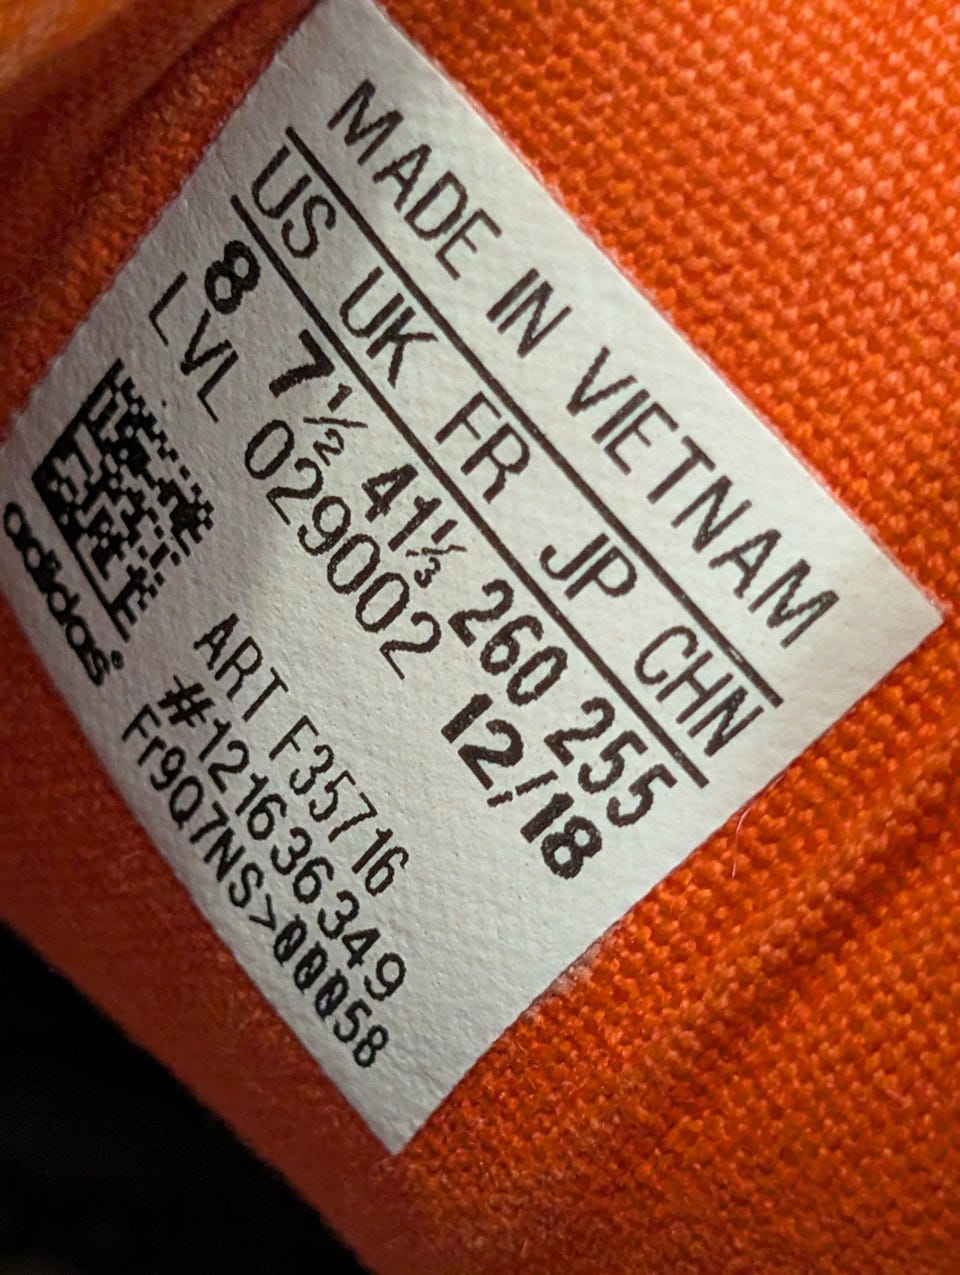 MADE IN VIETNAM
US UK FR JP CHN
8 7½ 41⅓ 260 255
LVL 029002 12/18
ART F35716
#121636349
Fr9Q7NS>00058
adidas®